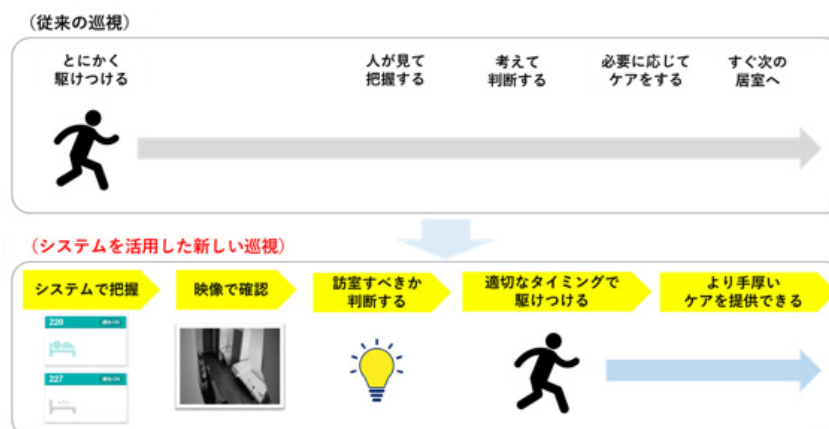 （従来の巡視）
とにかく
駆けつける
人が見て
把握する
考えて
判断する
必要に応じて
ケアをする
すぐ次の
居室へ
（システムを活用した新しい巡視）
システムで把握
映像で確認
訪室すべきか
判断する
適切なタイミングで
駆けつける
より手厚い
ケアを提供できる
220
227